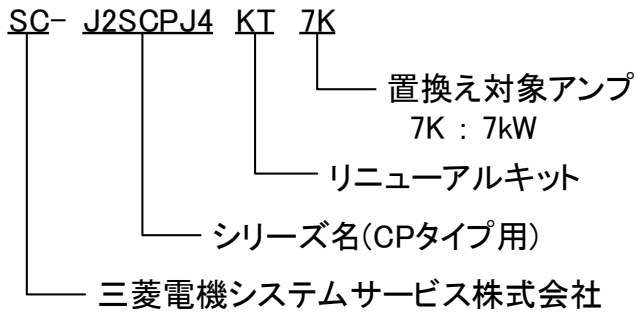 SC- J2SCPJ4 KT 7K
置換え対象アンプ
7K : 7kW
リニューアルキット
シリーズ名(CPタイプ用)
三菱電機システムサービス株式会社